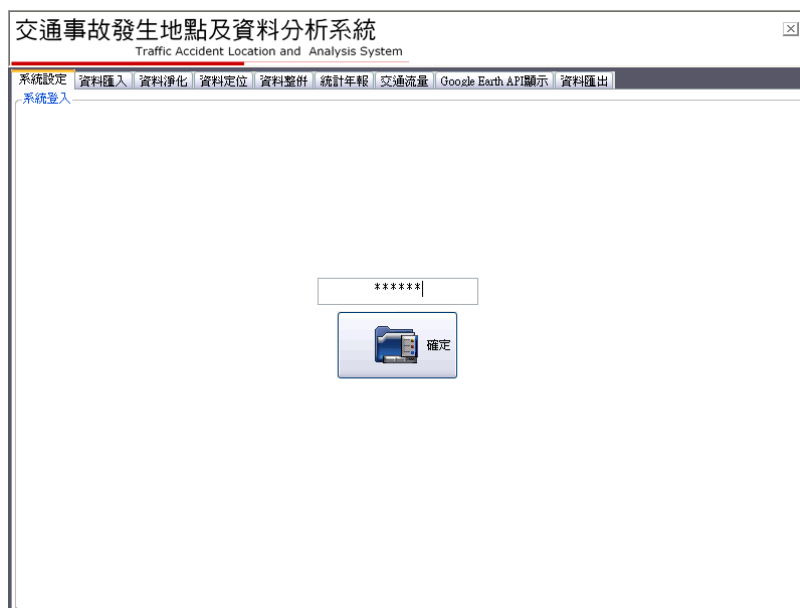 交通事故發生地點及資料分析系統
Traffic Accident Location and Analysis System
系統設定 資料匯入 資料淨化 資料定位 資料整併 統計年報 交通流量 Google Earth API顯示 資料匯出
系統登入
******
確定